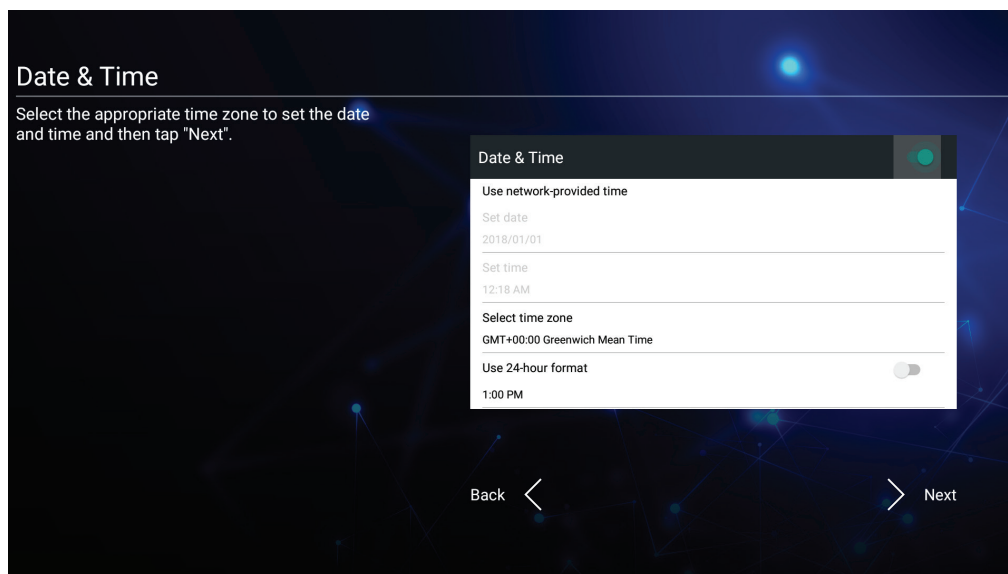 Date & Time
Select the appropriate time zone to set the date
and time and then tap "Next".
Date & Time
Use network-provided time
Set date
2018/01/01
Set time
12:18 AM
Select time zone
GMT+00:00 Greenwich Mean Time
Use 24-hour format
1:00 PM
Back
Next